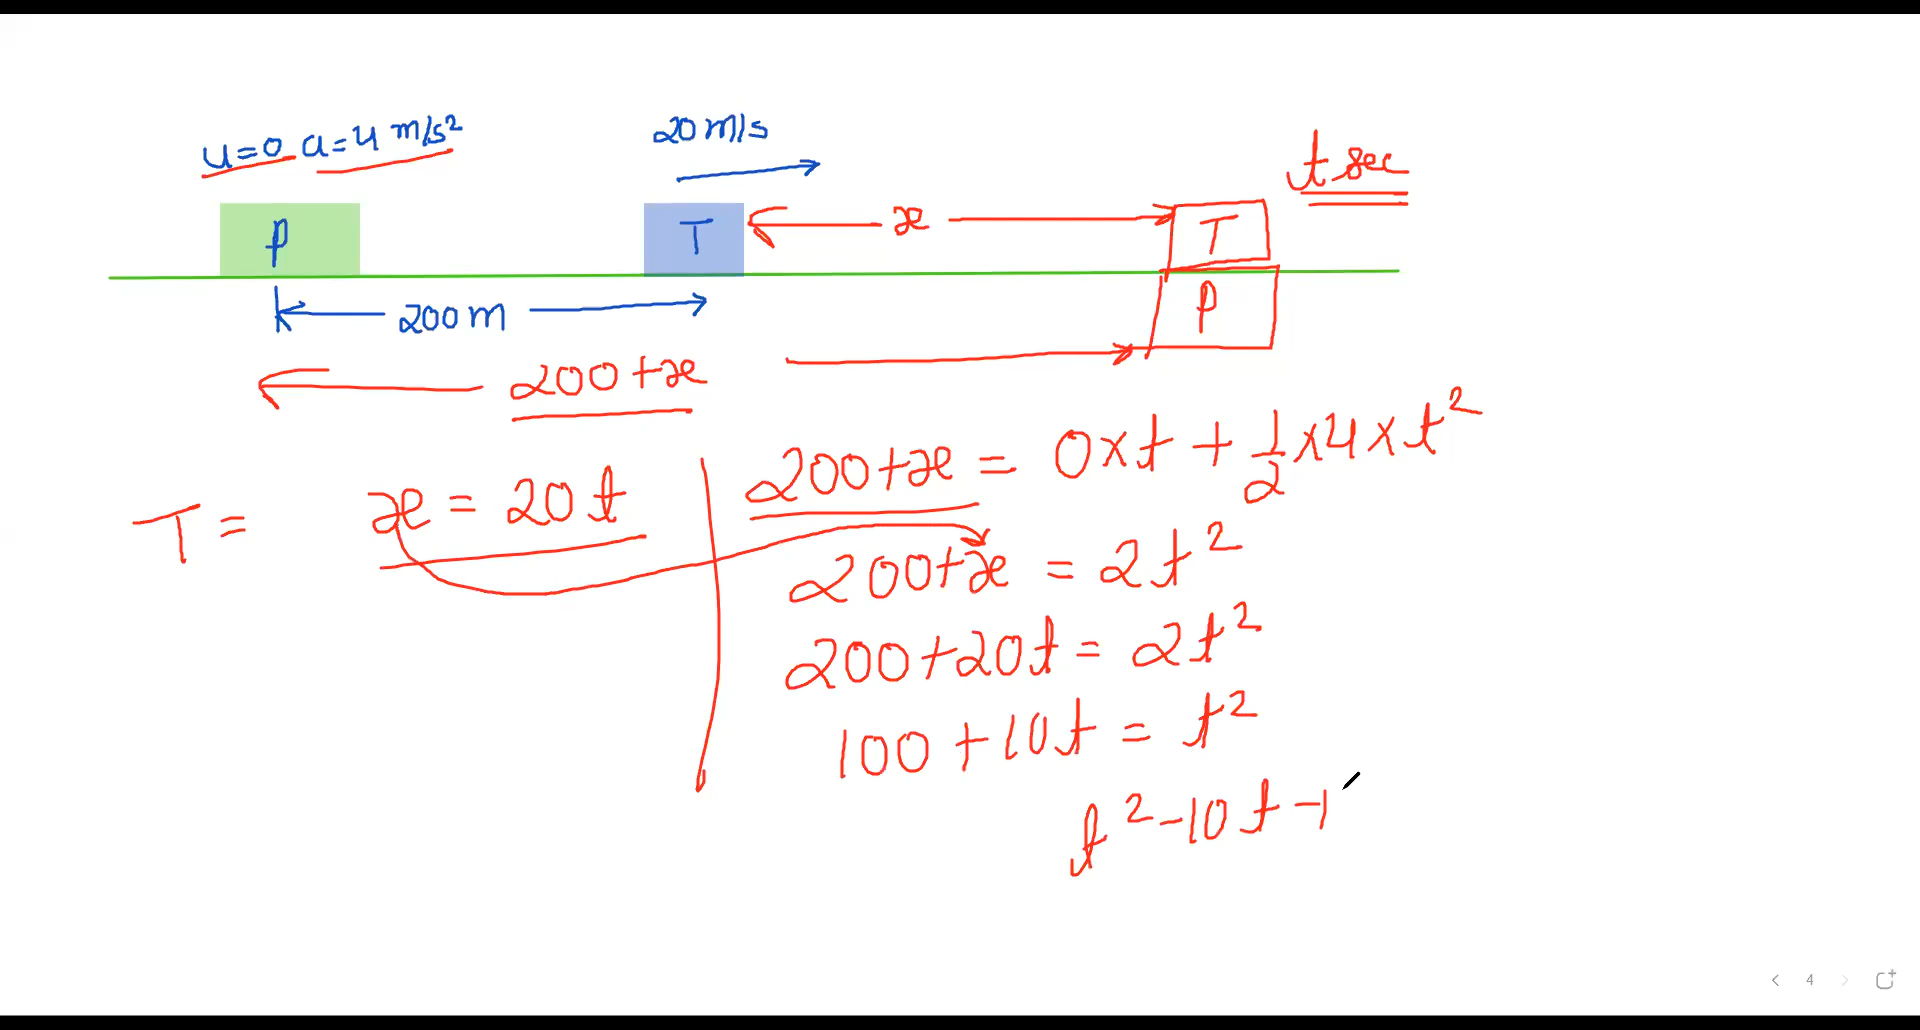 u=0 a=4 m/s²
20 m/s
t sec
P
T
x
T
200 m
P
200+x
200+x = 0×t + 1/2×4×t²
T = x = 20t
200+x = 2t²
200+20t = 2t²
100+10t = t²
t²-10t-1
4